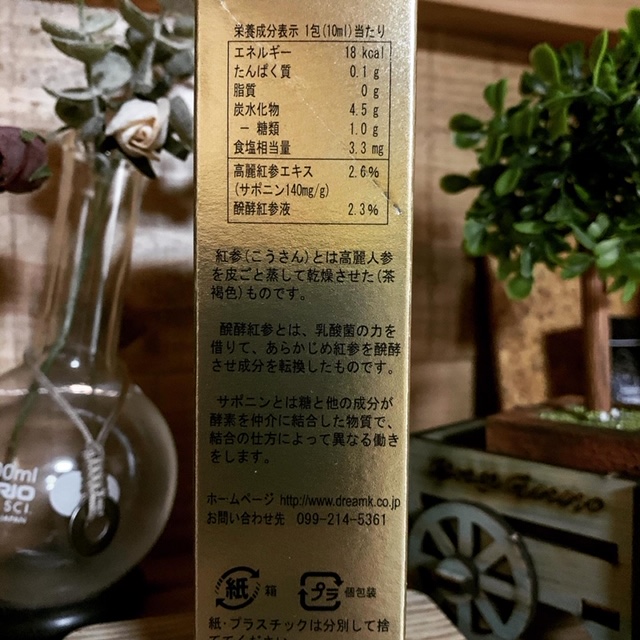 栄養成分表示 1包(10ml)当たり
エネルギー 18 kcal
たんぱく質 0.1 g
脂質 0 g
炭水化物 4.5 g
－ 糖類 1.0 g
食塩相当量 3.3 mg
高麗紅参エキス 2.6%
(サポニン140mg/g)
醗酵紅参液 2.3%
紅参(こうさん)とは高麗人参
を皮ごと蒸して乾燥させた(茶
褐色)ものです。
醗酵紅参とは、乳酸菌の力を
借りて、あらかじめ紅参を醗酵
させ成分を転換したものです。
サポニンとは糖と他の成分が
酵素を仲介に結合した物質で、
結合の仕方によって異なる働き
をします。
ホームページ http://www.dreamk.co.jp
お問い合わせ先 099-214-5361
紙 箱 プラ 個包装
紙・プラスチックは分別して捨
00ml
RIO
SCI.
JAPAN